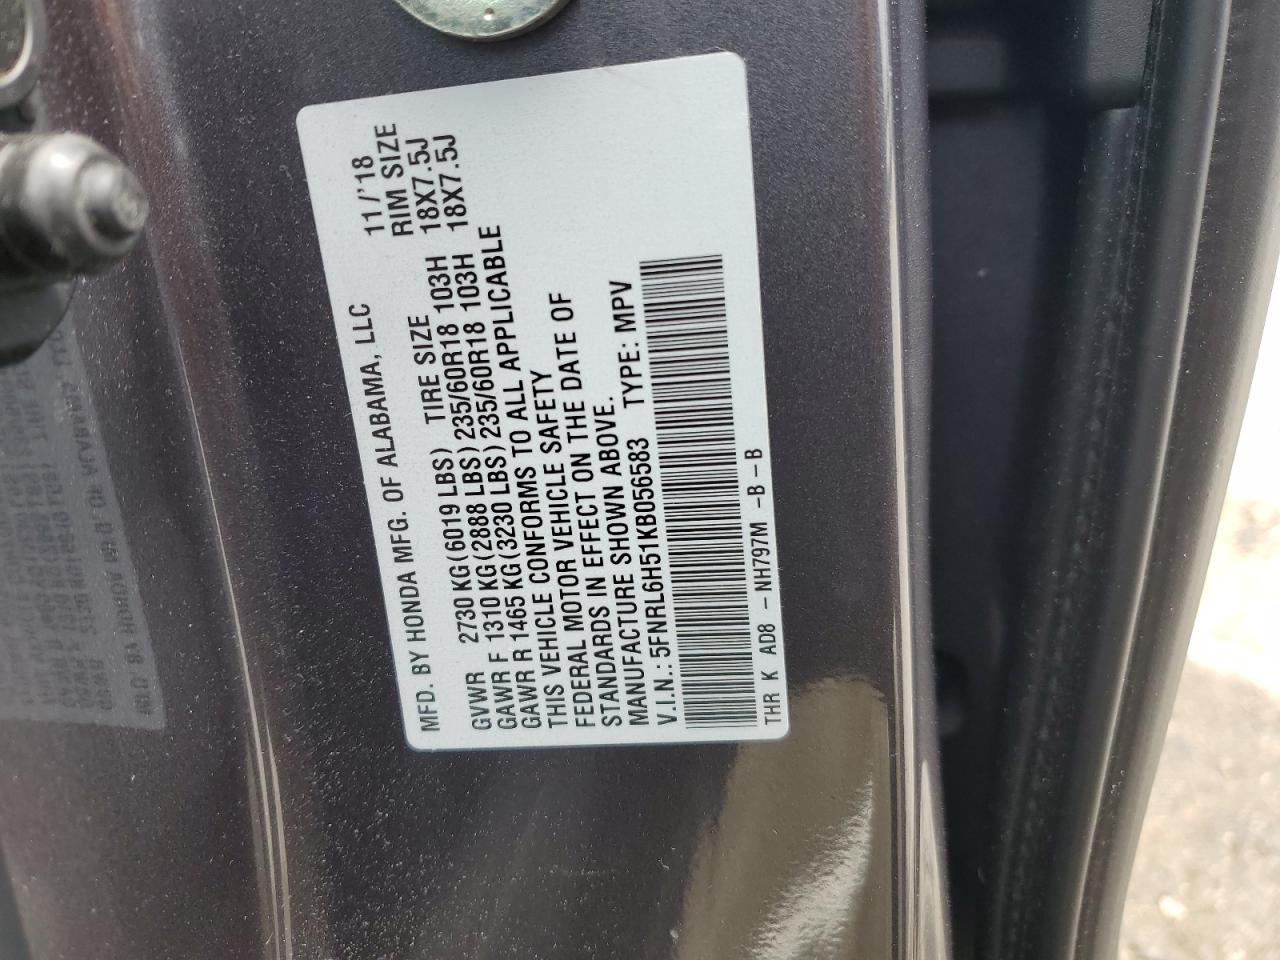 MFD. BY HONDA MFG. OF ALABAMA, LLC 11/'18
GVWR 2730 KG(6019 LBS) TIRE SIZE RIM SIZE
GAWR F 1310 KG(2888 LBS)235/60R18 103H 18X7.5J
GAWR R 1465 KG(3230 LBS)235/60R18 103H 18X7.5J
THIS VEHICLE CONFORMS TO ALL APPLICABLE
FEDERAL MOTOR VEHICLE SAFETY
STANDARDS IN EFFECT ON THE DATE OF
MANUFACTURE SHOWN ABOVE.
V.I.N.: 5FNRL6H51KB056583 TYPE: MPV
THR K AD8 - NH797M -B-B